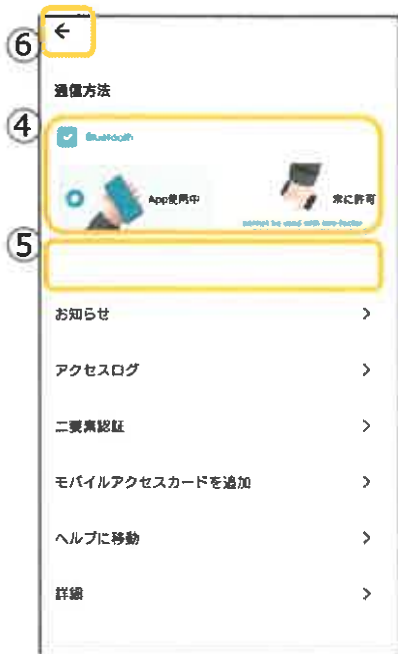 ⑥ ←
通信方法
④
Bluetooth
App使用中
常に許可
cannot be used with two-factor
⑤
お知らせ >
アクセスログ >
二要素認証 >
モバイルアクセスカードを追加 >
ヘルプに移動 >
詳細 >